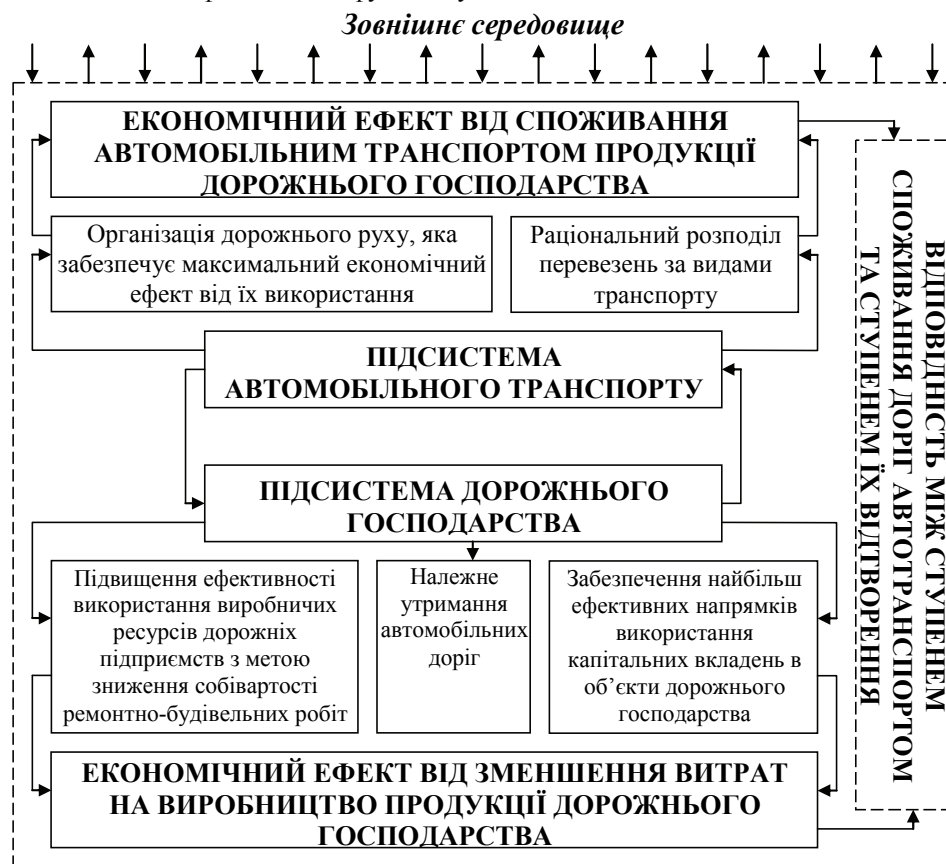 Зовнішнє середовище
ЕКОНОМІЧНИЙ ЕФЕКТ ВІД СПОЖИВАННЯ
АВТОМОБІЛЬНИМ ТРАНСПОРТОМ ПРОДУКЦІЇ
ДОРОЖНЬОГО ГОСПОДАРСТВА
Організація дорожнього руху, яка
забезпечує максимальний економічний
ефект від їх використання
Раціональний розподіл
перевезень за видами
транспорту
ПІДСИСТЕМА
АВТОМОБІЛЬНОГО ТРАНСПОРТУ
ПІДСИСТЕМА ДОРОЖНЬОГО
ГОСПОДАРСТВА
Підвищення ефективності
використання виробничих
ресурсів дорожніх
підприємств з метою
зниження собівартості
ремонтно-будівельних робіт
Належне
утримання
автомобільних
доріг
Забезпечення найбільш
ефективних напрямків
використання
капітальних вкладень в
об’єкти дорожнього
господарства
ЕКОНОМІЧНИЙ ЕФЕКТ ВІД ЗМЕНШЕННЯ ВИТРАТ
НА ВИРОБНИЦТВО ПРОДУКЦІЇ ДОРОЖНЬОГО
ГОСПОДАРСТВА
ВІДПОВІДНІСТЬ МІЖ СТУПЕНЕМ
СПОЖИВАННЯ ДОРІГ АВТОТРАНСПОРТОМ
ТА СТУПЕНЕМ ЇХ ВІДТВОРЕННЯ